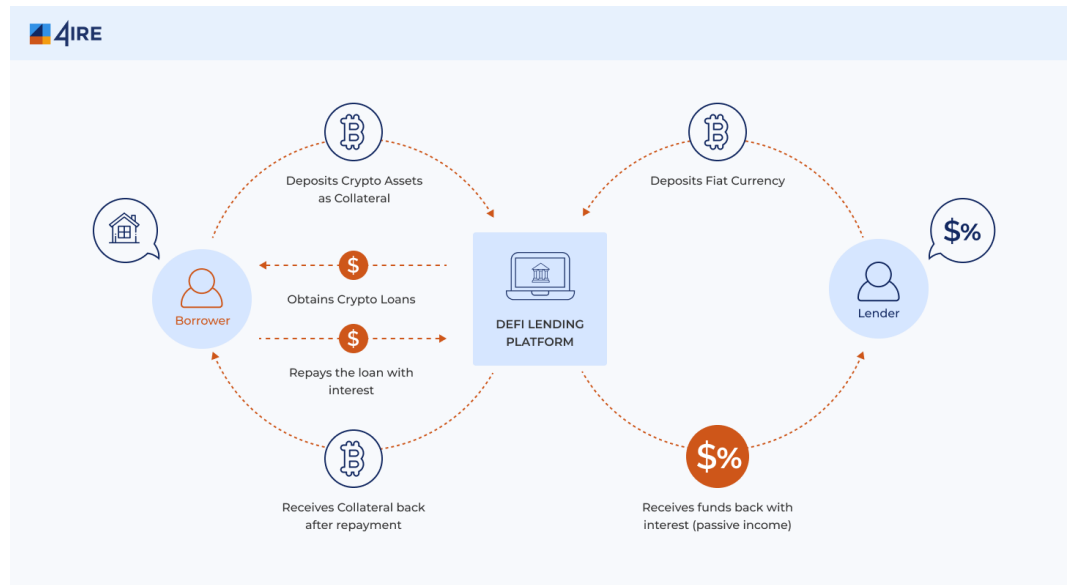 4IRE
Deposits Crypto Assets
as Collateral
Deposits Fiat Currency
$%
$
Obtains Crypto Loans
Borrower
Lender
DEFI LENDING
PLATFORM
$
Repays the loan with
interest
$%
Receives Collateral back
after repayment
Receives funds back with
interest (passive income)